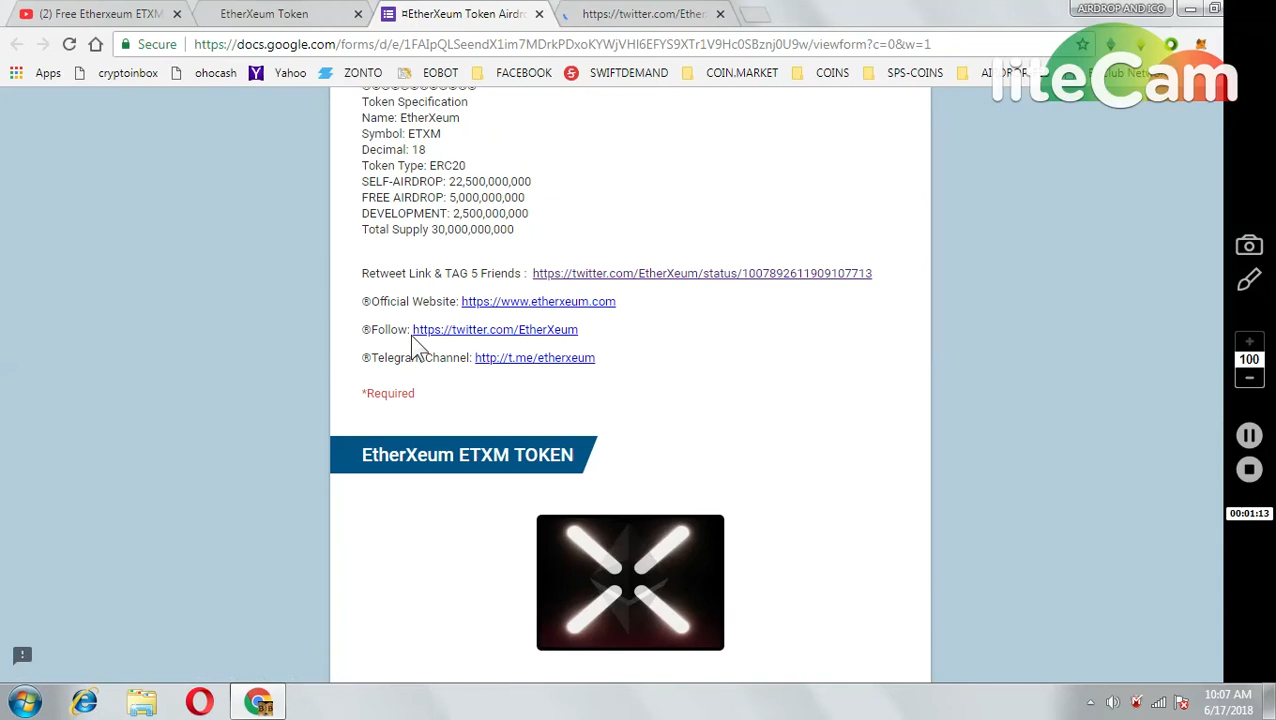 (2) Free Etherxeum ETXM
EtherXeum Token
¤EtherXeum Token Airdr
https://twitter.com/Ether
AIRDROP AND ICO
Secure
https://docs.google.com/forms/d/e/1FAIpQLSeendX1im7MDrkPDxoKYWjVHI6EFYS9XTr1V9Hc0SBznj0U9w/viewform?c=0&w=1
Apps
cryptoinbox
ohocash
Yahoo
ZONTO
EOBOT
FACEBOOK
SWIFTDEMAND
COIN.MARKET
COINS
SPS-COINS
liteCam
Token Specification
Name: EtherXeum
Symbol: ETXM
Decimal: 18
Token Type: ERC20
SELF-AIRDROP: 22,500,000,000
FREE AIRDROP: 5,000,000,000
DEVELOPMENT: 2,500,000,000
Total Supply 30,000,000,000
Retweet Link & TAG 5 Friends : https://twitter.com/EtherXeum/status/1007892611909107713
®Official Website: https://www.etherxeum.com
®Follow: https://twitter.com/EtherXeum
®Telegram Channel: http://t.me/etherxeum
*Required
EtherXeum ETXM TOKEN
100
00:01:13
10:07 AM
6/17/2018